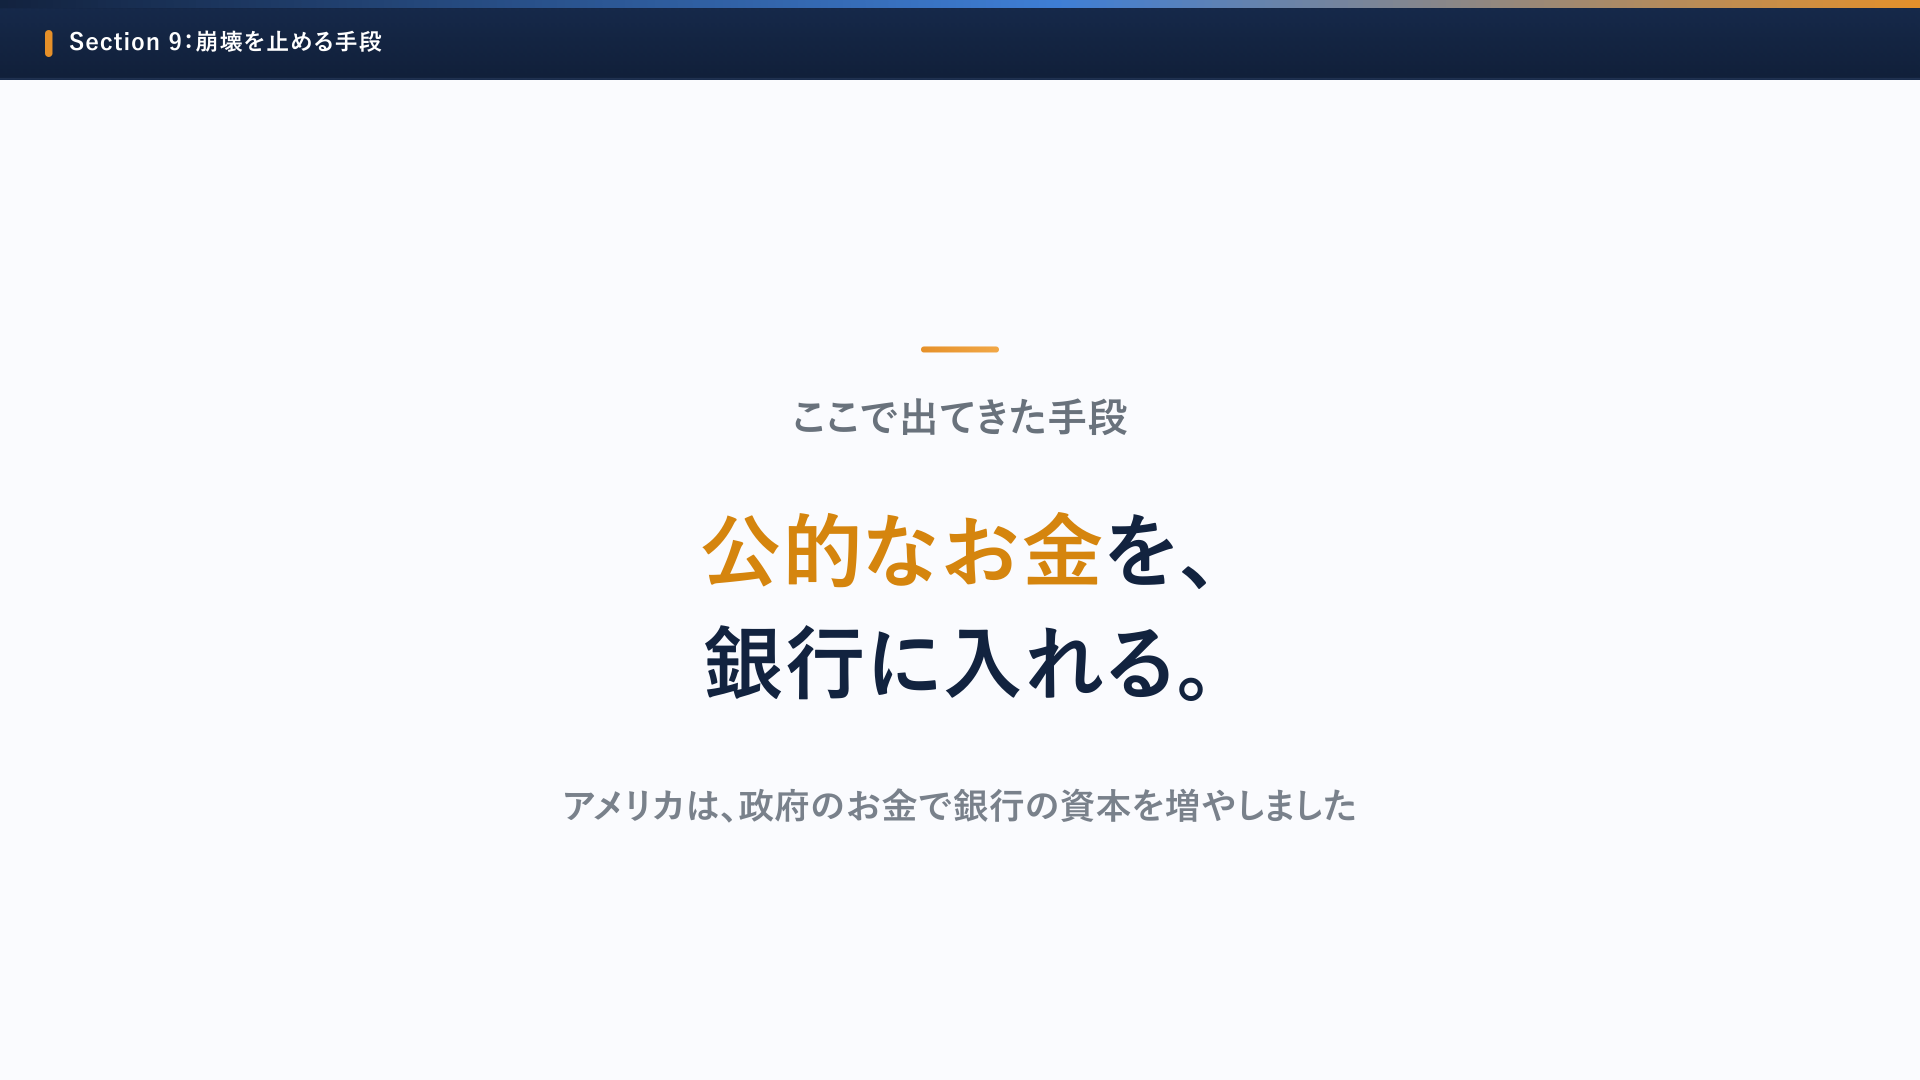 Section 9：崩壊を止める手段
ここで出てきた手段
公的なお金を、
銀行に入れる。
アメリカは、政府のお金で銀行の資本を増やしました